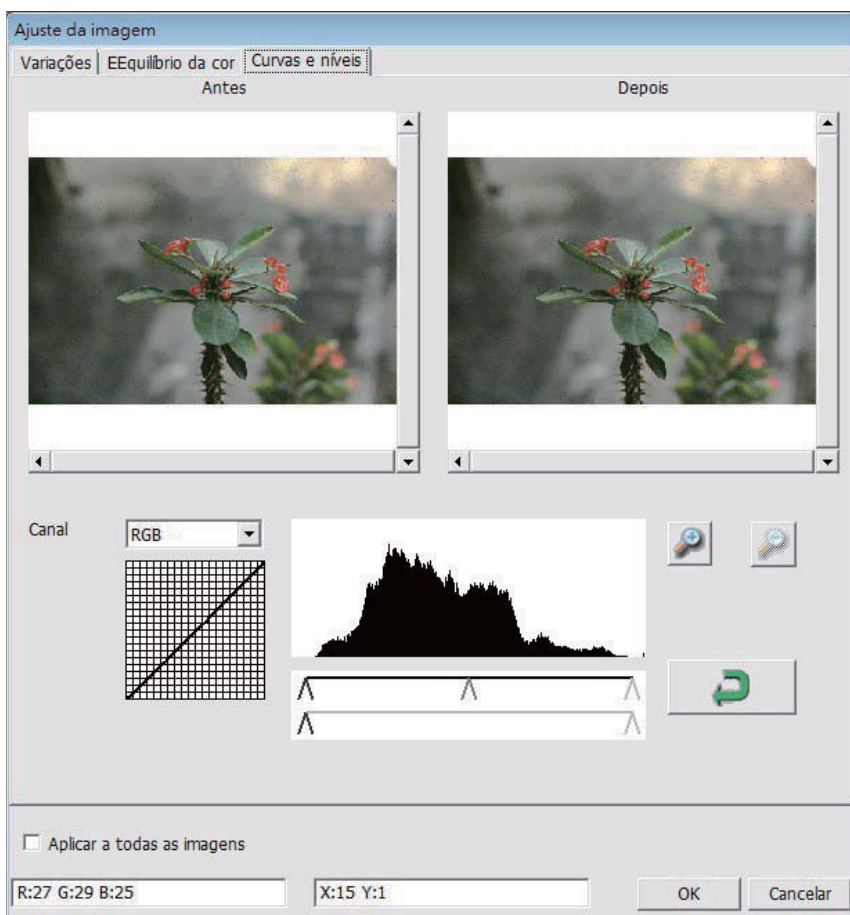 Ajuste da imagem
Variações EEquilíbrio da cor Curvas e níveis
Antes Depois
Canal RGB
Aplicar a todas as imagens
R:27 G:29 B:25 X:15 Y:1 OK Cancelar